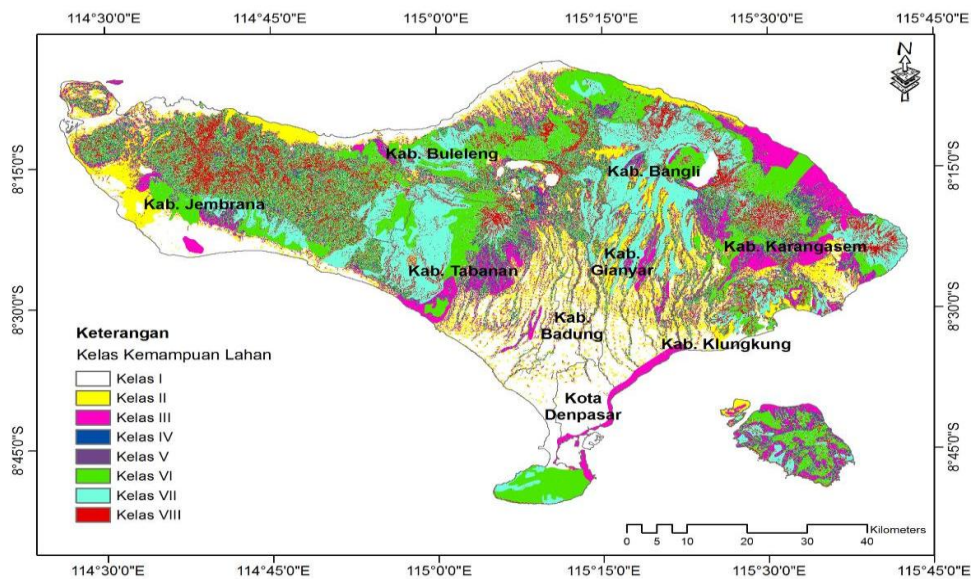 114°30'0"E 114°45'0"E 115°0'0"E 115°15'0"E 115°30'0"E 115°45'0"E
N
8°15'0"S
8°15'0"S
Kab. Buleleng
Kab. Bangli
Kab. Jembrana
Kab. Karangasem
Kab. Tabanan
Kab.
Gianyar
8°30'0"S
8°30'0"S
Kab.
Badung
Kab. Klungkung
Kota
Denpasar
8°45'0"S
8°45'0"S
Keterangan
Kelas Kemampuan Lahan
Kelas I
Kelas II
Kelas III
Kelas IV
Kelas V
Kelas VI
Kelas VII
Kelas VIII
Kilometers
0 5 10 20 30 40
114°30'0"E 114°45'0"E 115°0'0"E 115°15'0"E 115°30'0"E 115°45'0"E